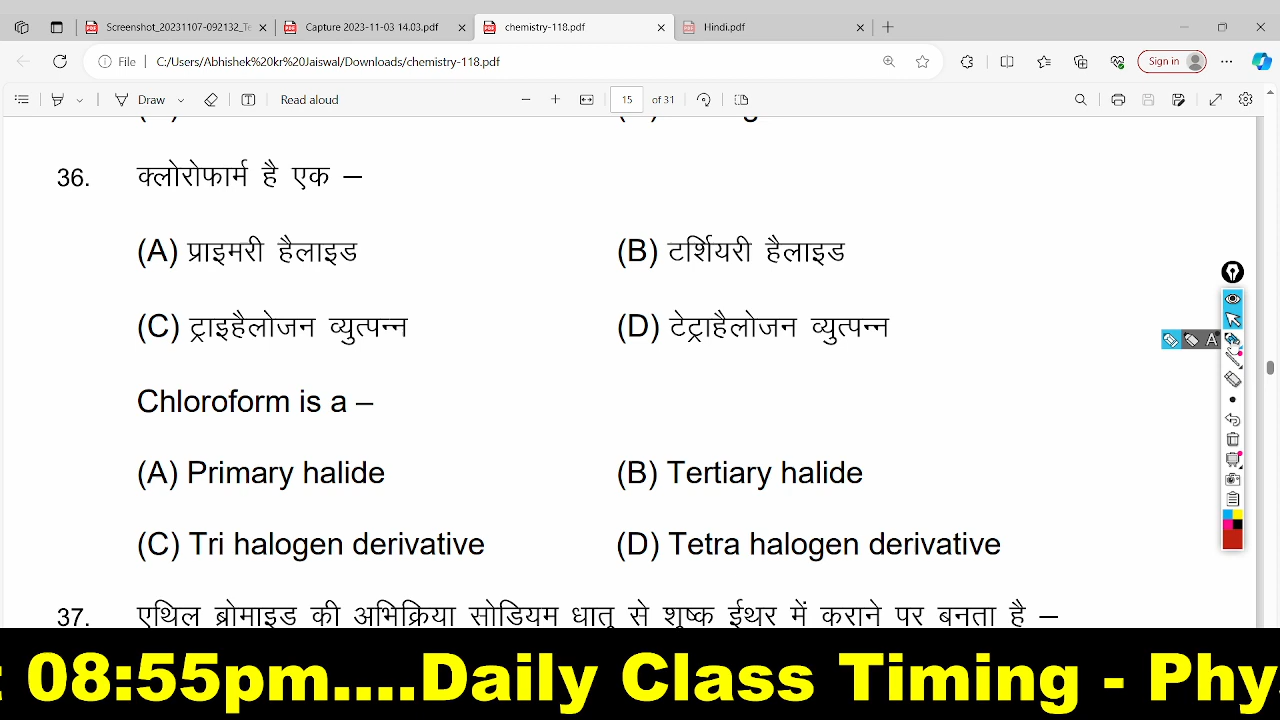 Screenshot_20231107-092132_Te
Capture 2023-11-03 14.03.pdf
chemistry-118.pdf
Hindi.pdf
File
C:/Users/Abhishek%20kr%20Jaiswal/Downloads/chemistry-118.pdf
Sign in
Draw
Read aloud
15 of 31
36. क्लोरोफार्म है एक –
(A) प्राइमरी हैलाइड (B) टर्शियरी हैलाइड
(C) ट्राइहैलोजन व्युत्पन्न (D) टेट्राहैलोजन व्युत्पन्न
Chloroform is a –
(A) Primary halide (B) Tertiary halide
(C) Tri halogen derivative (D) Tetra halogen derivative
37. एथिल ब्रोमाइड की अभिक्रिया सोडियम धातु से शुष्क ईथर में कराने पर बनता है –
: 08:55pm....Daily Class Timing - Phy